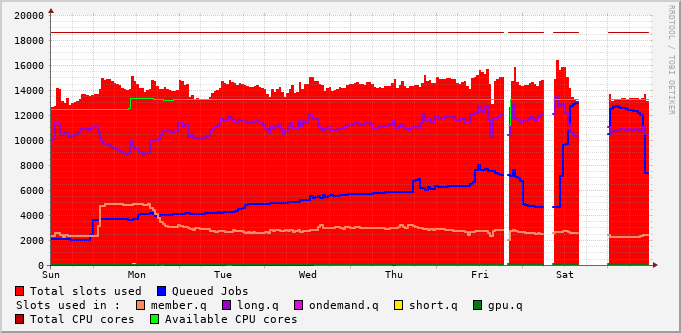 20000
18000
16000
14000
12000
10000
8000
6000
4000
2000
0
Sun Mon Tue Wed Thu Fri Sat
RRDTOOL / TOBI OETIKER
Total slots used Queued Jobs
Slots used in : member.q long.q ondemand.q short.q gpu.q
Total CPU cores Available CPU cores